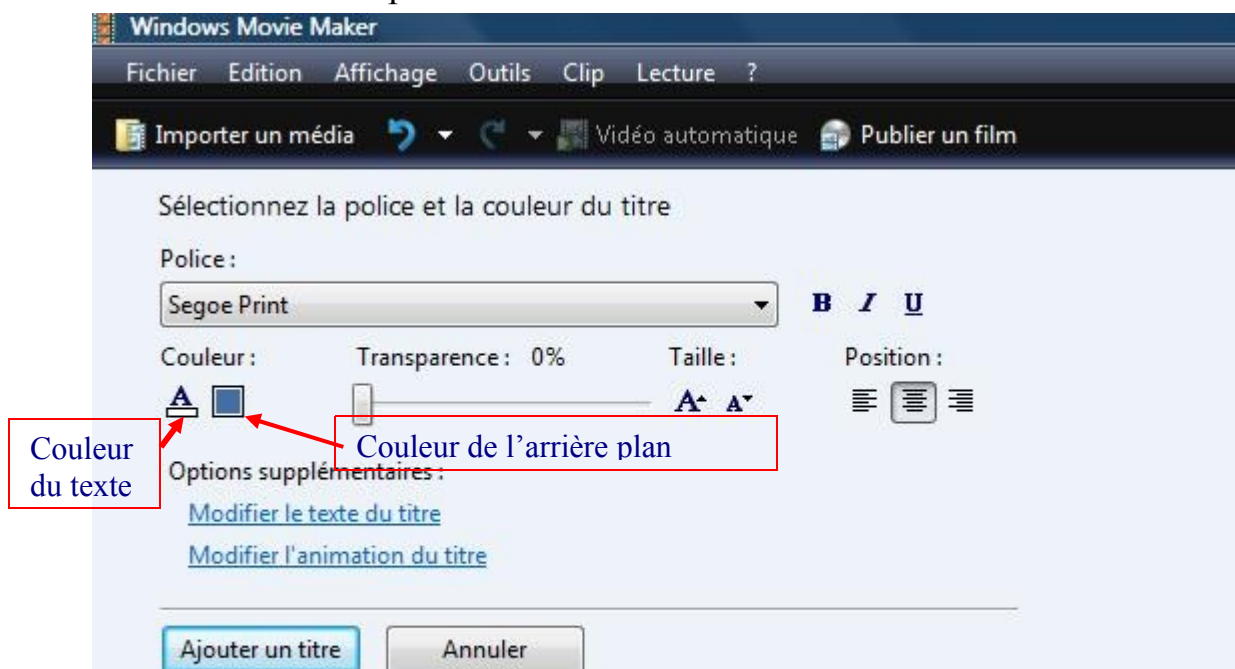 Windows Movie Maker
Fichier Edition Affichage Outils Clip Lecture ?
Importer un média Vidéo automatique Publier un film
Sélectionnez la police et la couleur du titre
Police :
Segoe Print B I U
Couleur : Transparence : 0% Taille : Position :
A A A
Couleur du texte
Couleur de l’arrière plan
Options supplémentaires :
Modifier le texte du titre
Modifier l'animation du titre
Ajouter un titre Annuler